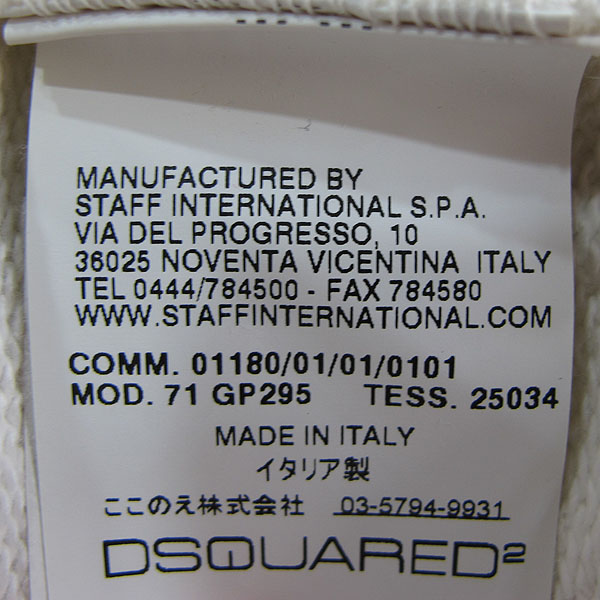 MANUFACTURED BY
STAFF INTERNATIONAL S.P.A.
VIA DEL PROGRESSO, 10
36025 NOVENTA VICENTINA ITALY
TEL 0444/784500 - FAX 784580
WWW.STAFFINTERNATIONAL.COM
COMM. 01180/01/01/0101
MOD. 71 GP295 TESS. 25034
MADE IN ITALY
イタリア製
ここのえ株式会社 03-5794-9931
DSQUARED²